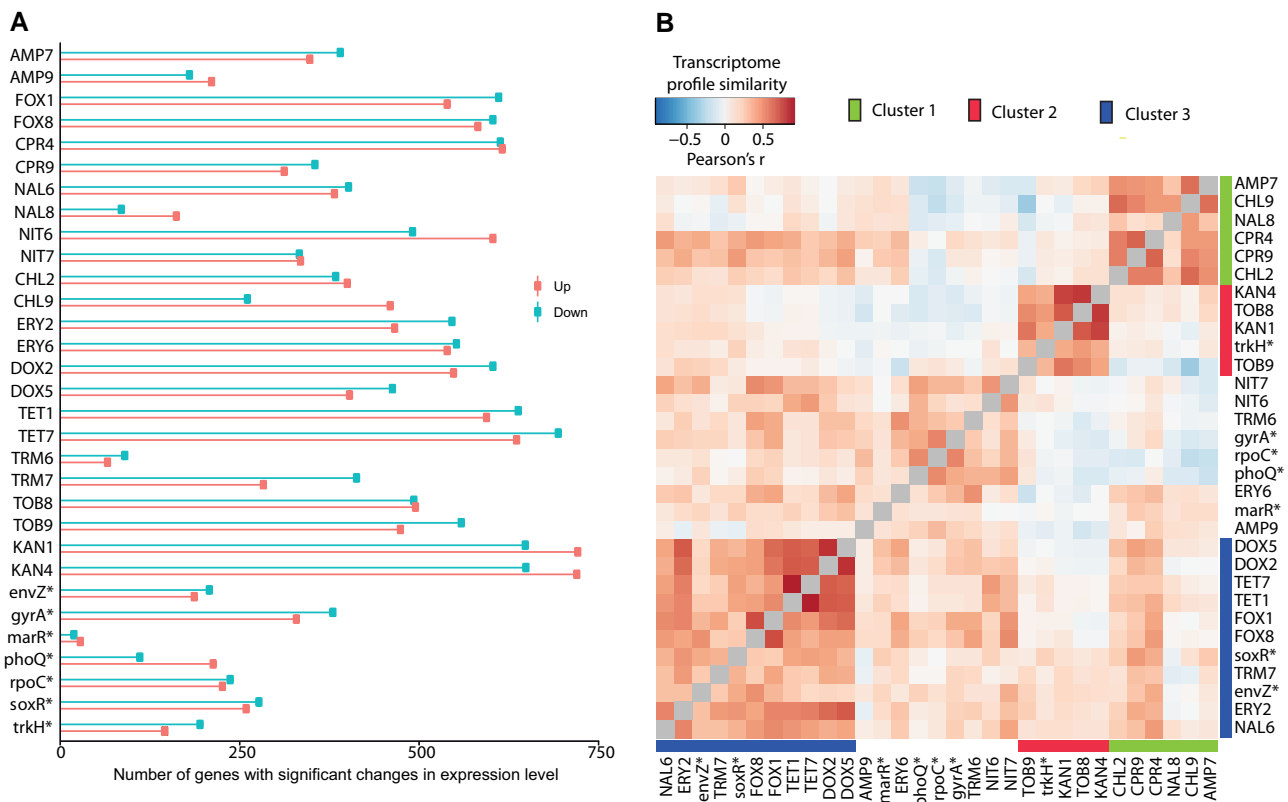 A
AMP7
AMP9
FOX1
FOX8
CPR4
CPR9
NAL6
NAL8
NIT6
NIT7
CHL2
CHL9
ERY2
ERY6
DOX2
DOX5
TET1
TET7
TRM6
TRM7
TOB8
TOB9
KAN1
KAN4
envZ*
gyrA*
marR*
phoQ*
rpoC*
soxR*
trkH*
Up
Down
0 250 500 750
Number of genes with significant changes in expression level
B
Transcriptome
profile similarity
−0.5 0 0.5
Pearson's r
Cluster 1 Cluster 2 Cluster 3
AMP7
CHL9
NAL8
CPR4
CPR9
CHL2
KAN4
TOB8
KAN1
trkH*
TOB9
NIT7
NIT6
TRM6
gyrA*
rpoC*
phoQ*
ERY6
marR*
AMP9
DOX5
DOX2
TET7
TET1
FOX1
FOX8
soxR*
TRM7
envZ*
ERY2
NAL6
NAL6 ERY2 envZ* TRM7 soxR* FOX8 FOX1 TET1 TET7 DOX2 DOX5 AMP9 marR* ERY6 phoQ* rpoC* gyrA* TRM6 NIT6 NIT7 TOB9 trkH* KAN1 TOB8 KAN4 CHL2 CPR9 CPR4 NAL8 CHL9 AMP7